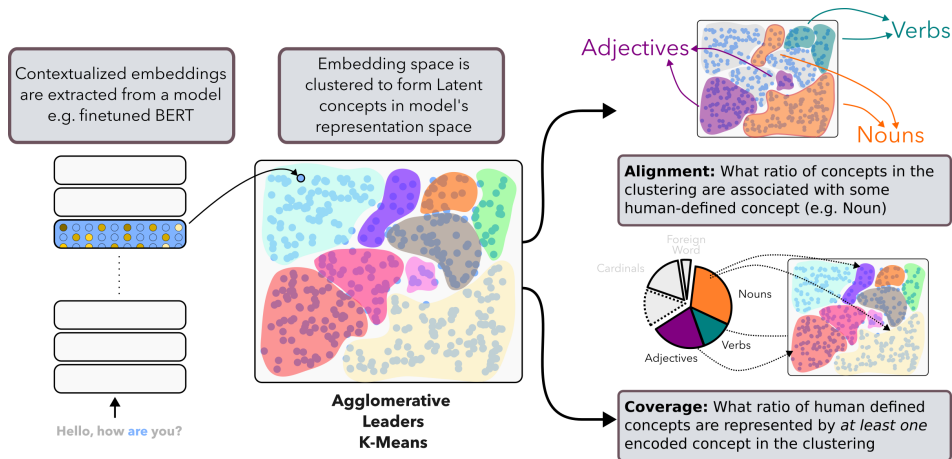 Contextualized embeddings
are extracted from a model
e.g. finetuned BERT
Embedding space is
clustered to form Latent
concepts in model's
representation space
Hello, how are you?
Agglomerative
Leaders
K-Means
Adjectives
Verbs
Nouns
Alignment: What ratio of concepts in the
clustering are associated with some
human-defined concept (e.g. Noun)
Foreign
Word
Cardinals
Nouns
Verbs
Adjectives
Coverage: What ratio of human defined
concepts are represented by at least one
encoded concept in the clustering